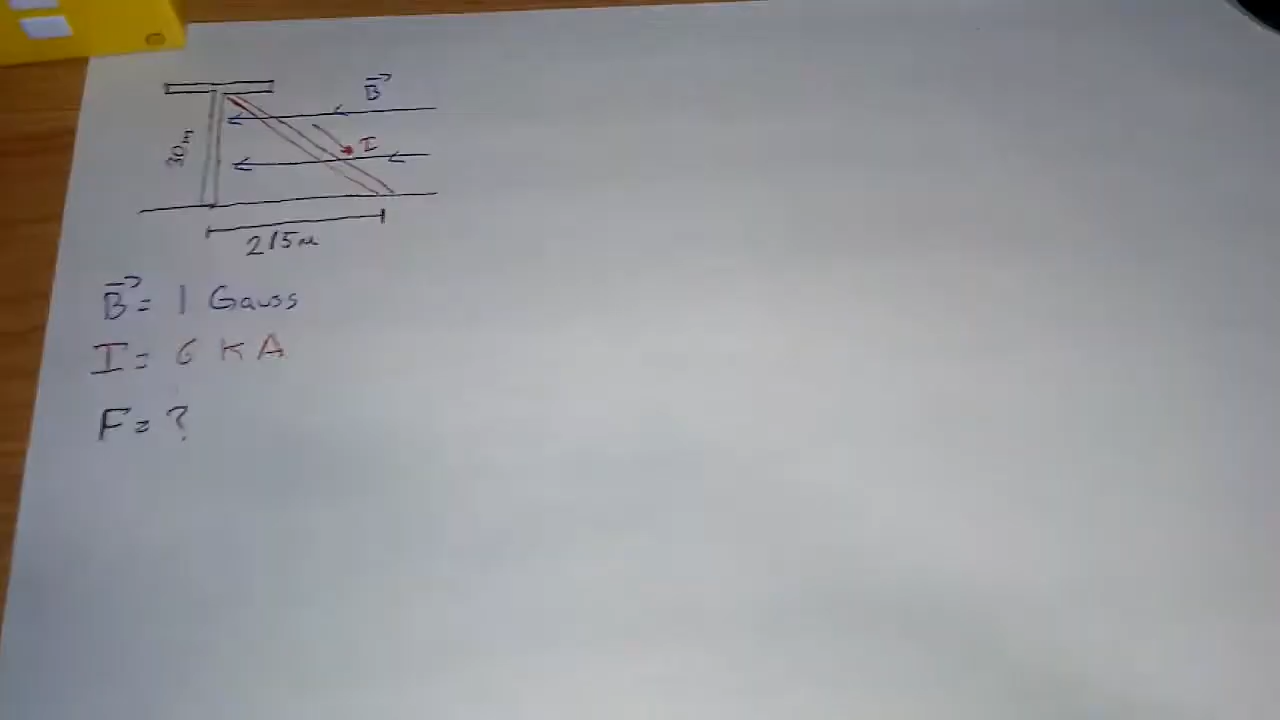 B
30m
I
215m
B = 1 Gauss
I = 6 KA
F = ?